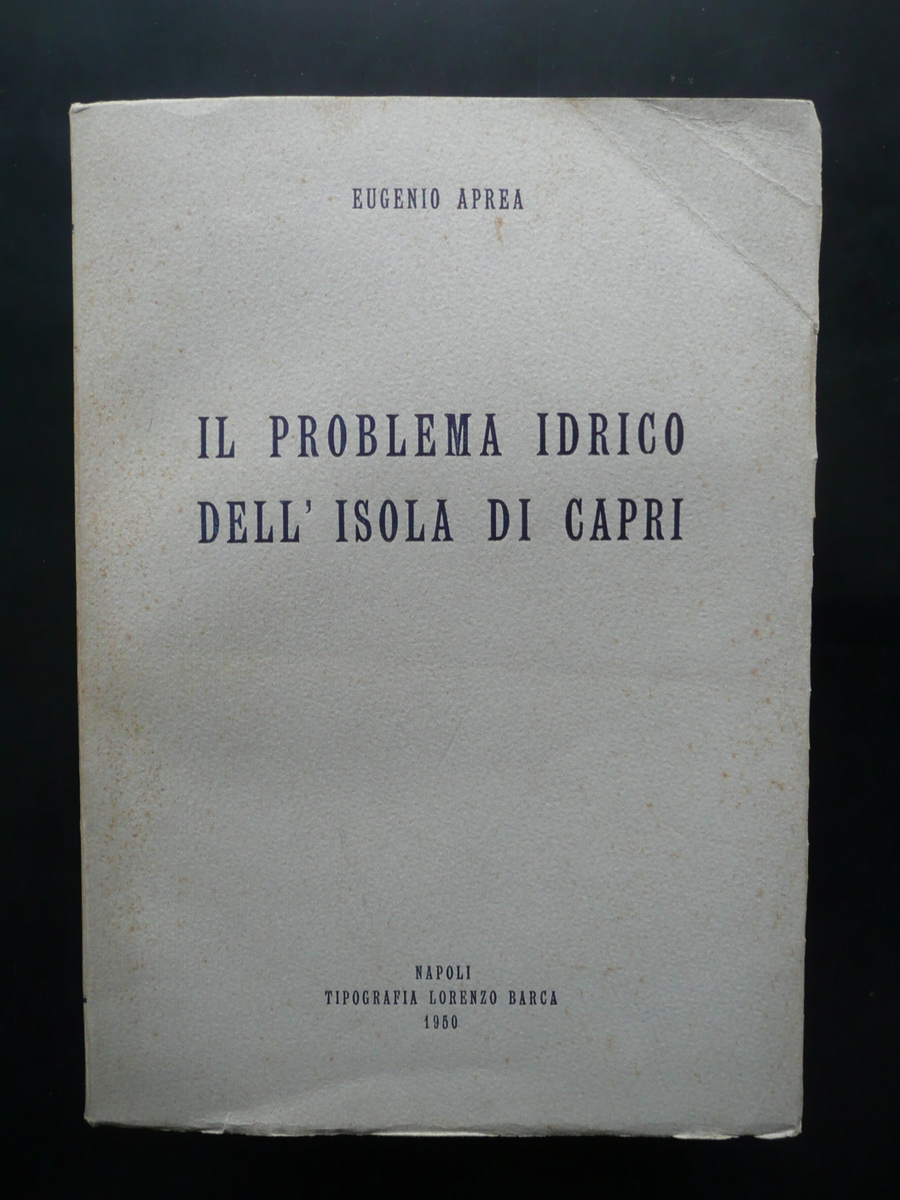 EUGENIO APREA
IL PROBLEMA IDRICO
DELL' ISOLA DI CAPRI
NAPOLI
TIPOGRAFIA LORENZO BARCA
1950